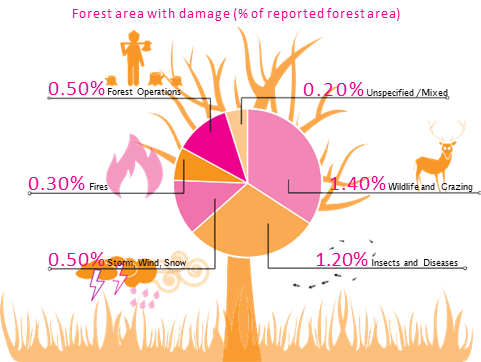 Forest area with damage (% of reported forest area)
0.50% Forest Operations
0.20% Unspecified /Mixed
0.30% Fires
1.40% Wildlife and Grazing
0.50% Storm, Wind, Snow
1.20% Insects and Diseases